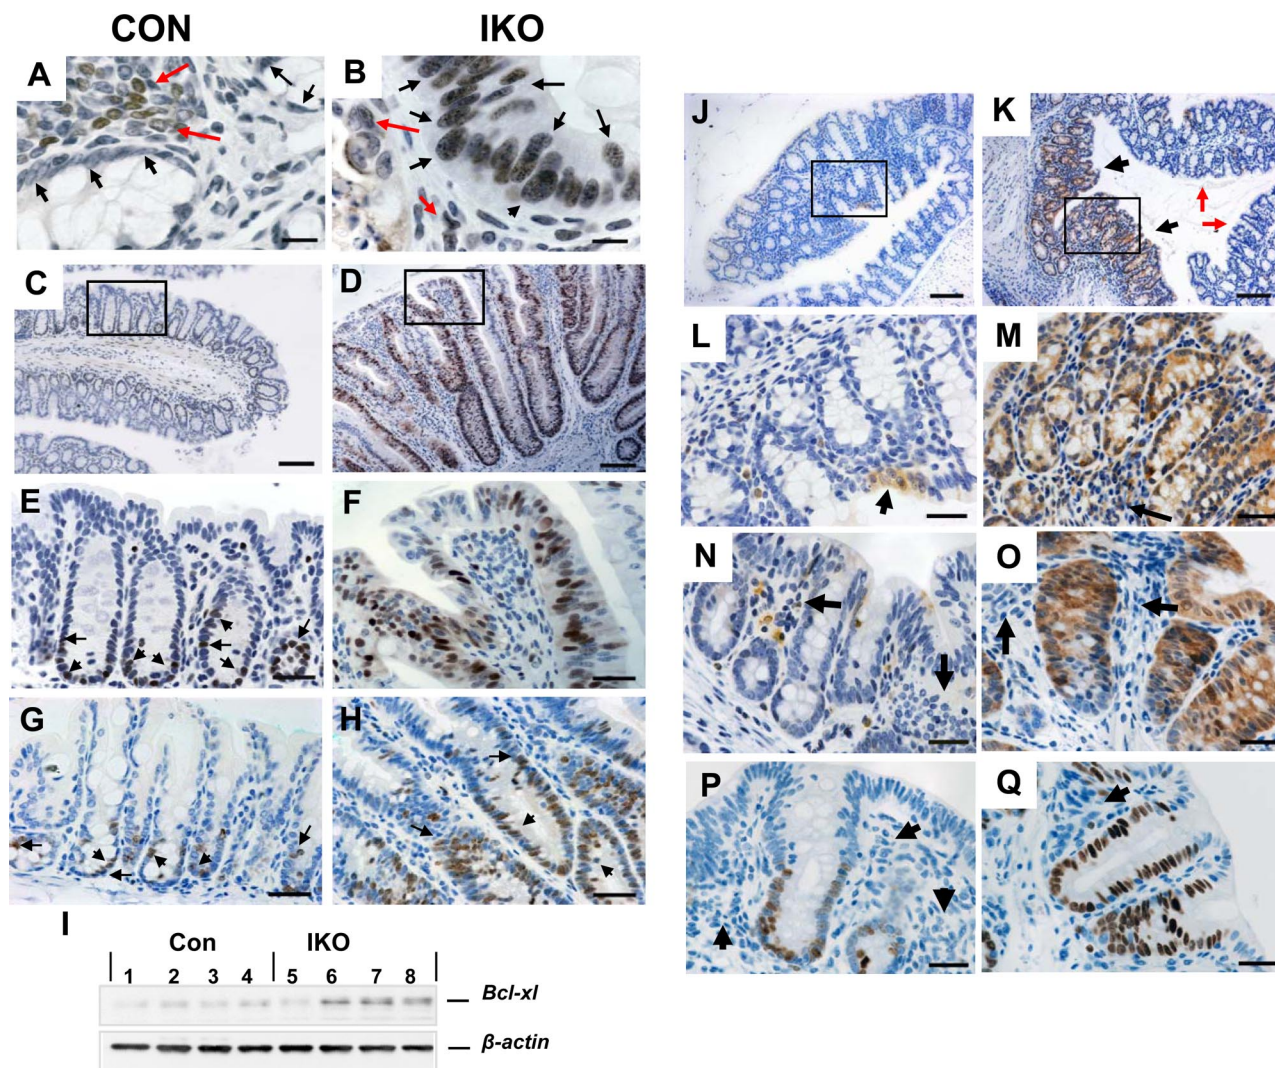 CON IKO
A B
C D
E F
G H
I
Con IKO
1 2 3 4 5 6 7 8
Bcl-xl
β-actin
J K
L M
N O
P Q